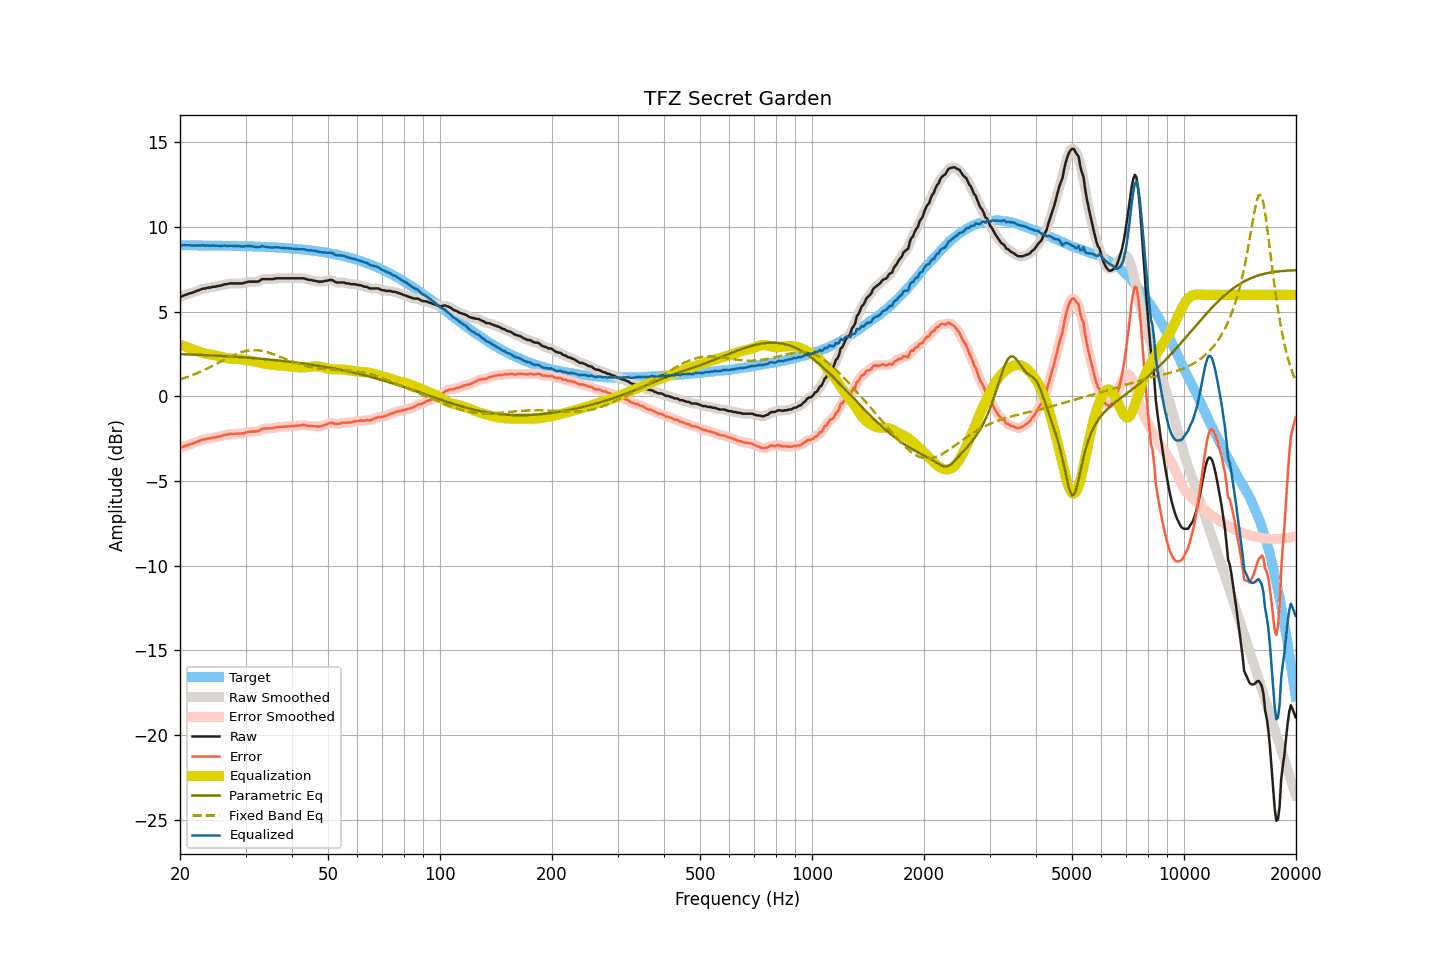 TFZ Secret Garden
15
10
5
0
−5
−10
−15
−20
−25
Amplitude (dBr)
Target
Raw Smoothed
Error Smoothed
Raw
Error
Equalization
Parametric Eq
Fixed Band Eq
Equalized
20 50 100 200 500 1000 2000 5000 10000 20000
Frequency (Hz)